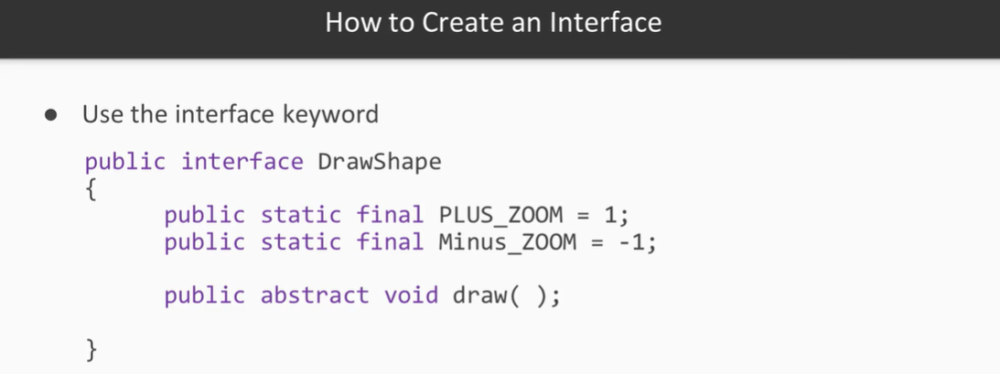 How to Create an Interface
● Use the interface keyword
public interface DrawShape
{
public static final PLUS_ZOOM = 1;
public static final Minus_ZOOM = -1;
public abstract void draw( );
}